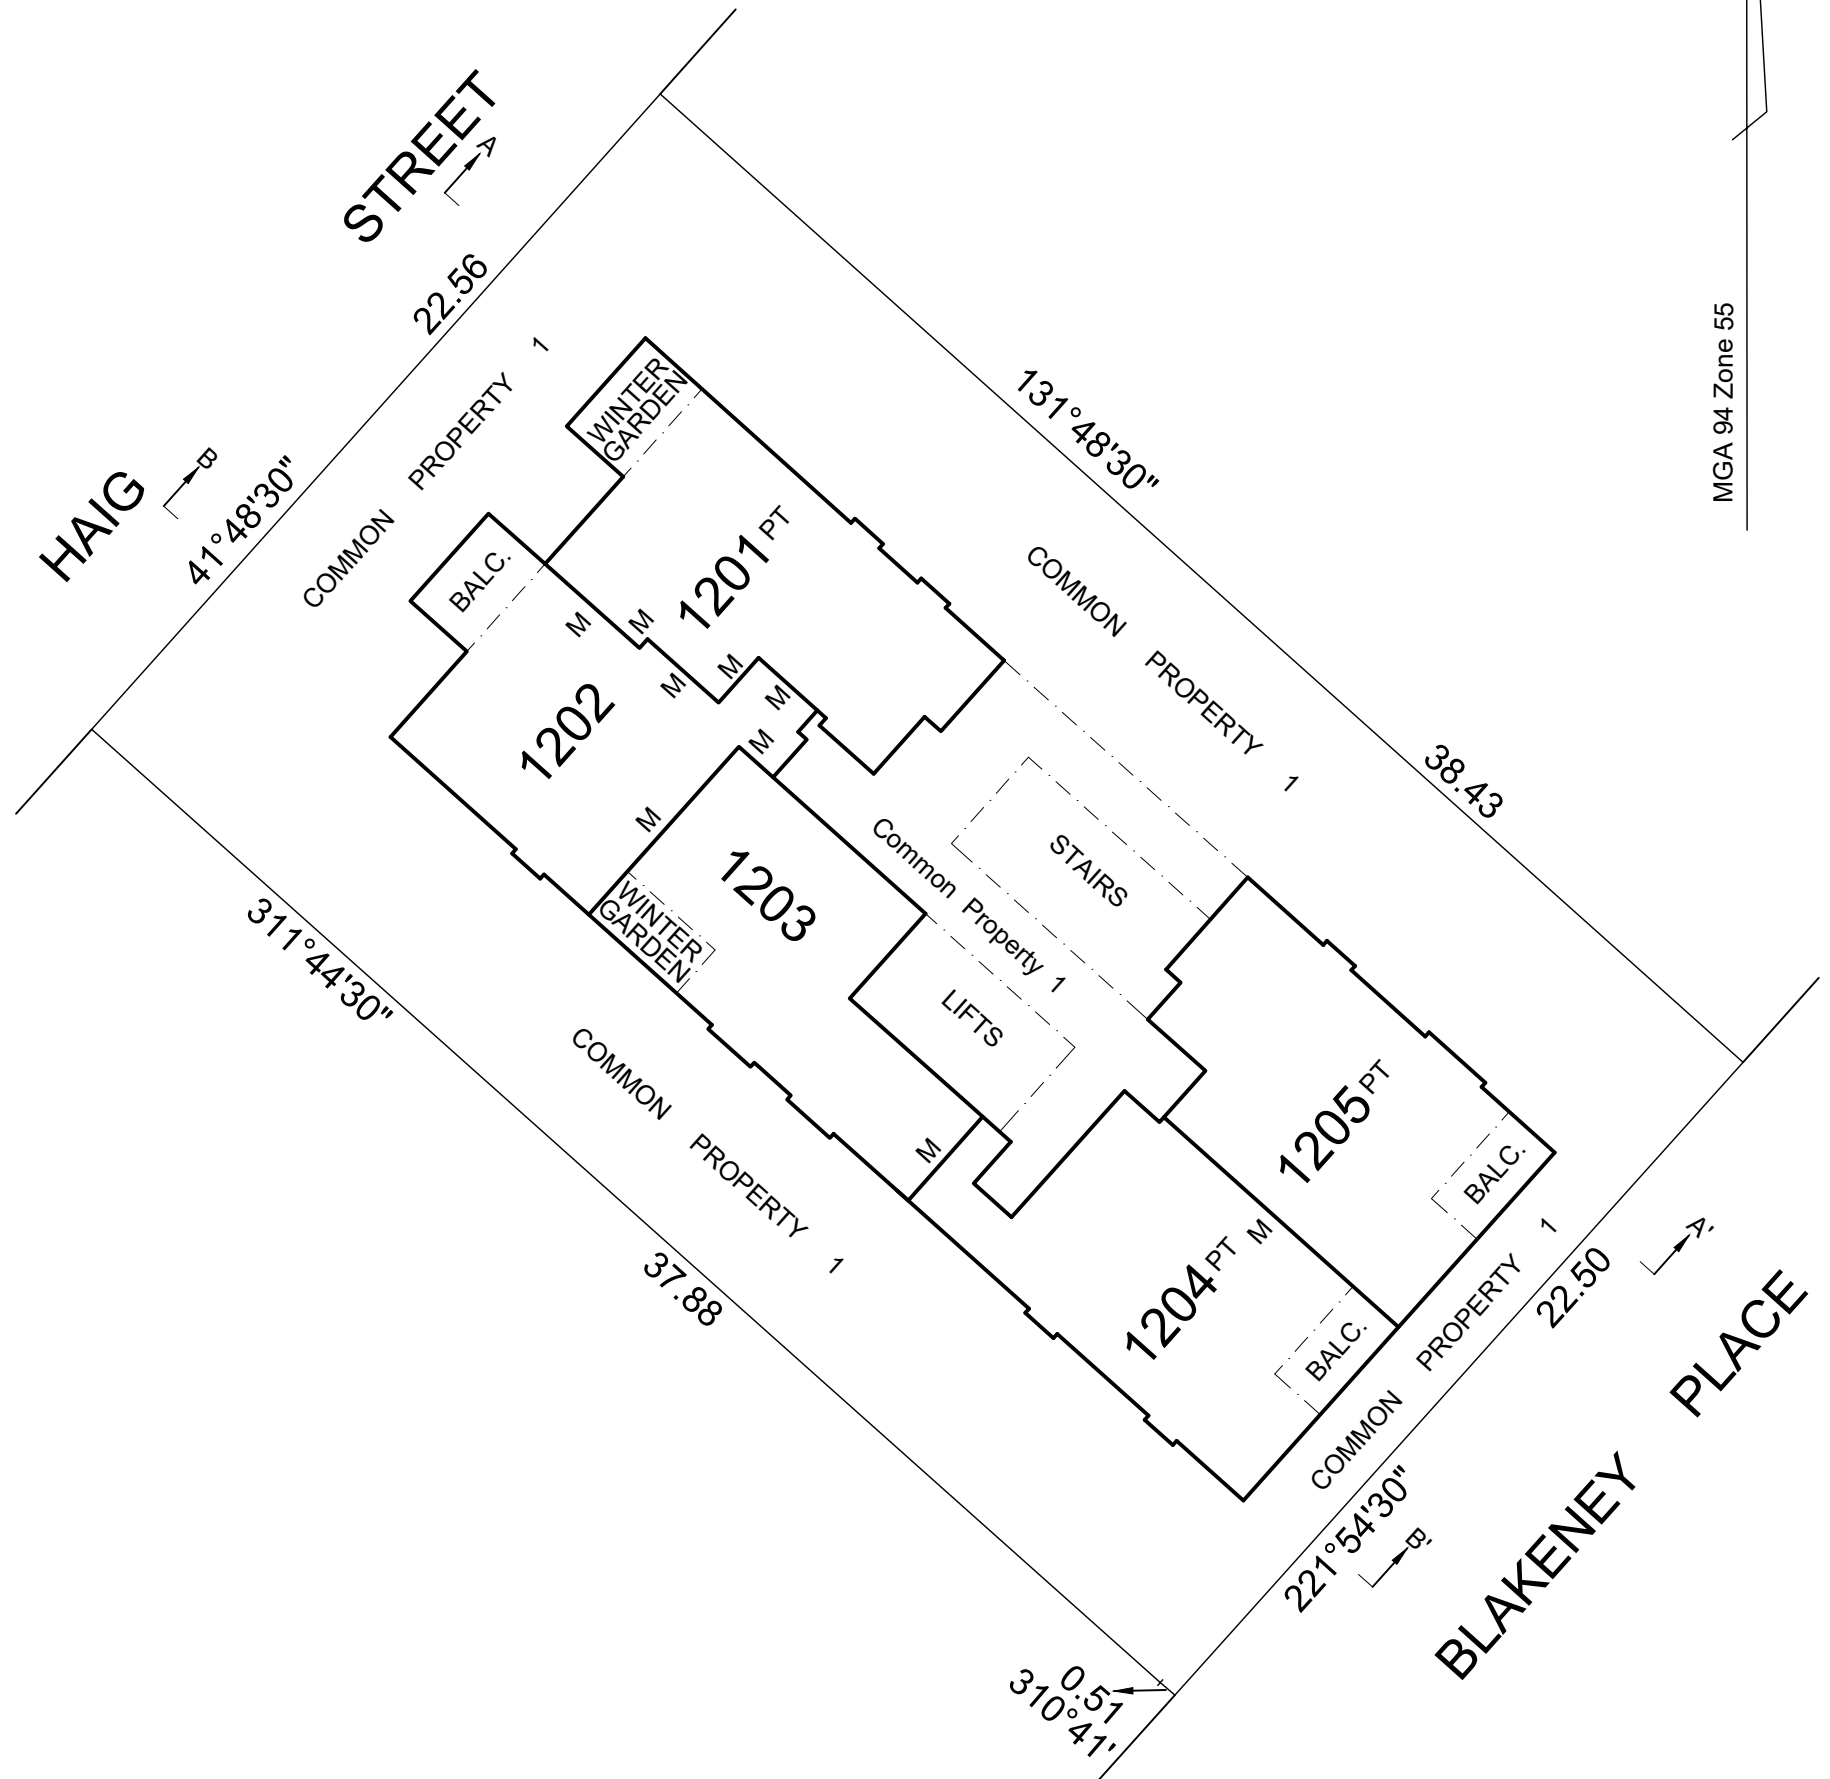 HAIG STREET
A
B
22.56
41°48'30"
COMMON PROPERTY 1
MGA 94 Zone 55
131°48'30"
38.43
COMMON PROPERTY 1
WINTER
GARDEN
1201 PT
BALC.
M
M
M
M
M
M
1202
M
1203
WINTER
GARDEN
Common Property 1
STAIRS
LIFTS
311°44'30"
37.88
COMMON PROPERTY 1
M
1205 PT
BALC.
M
1204 PT
BALC.
COMMON PROPERTY 1
22.50
221°54'30"
A'
B'
BLAKENEY PLACE
0.51
310°41'